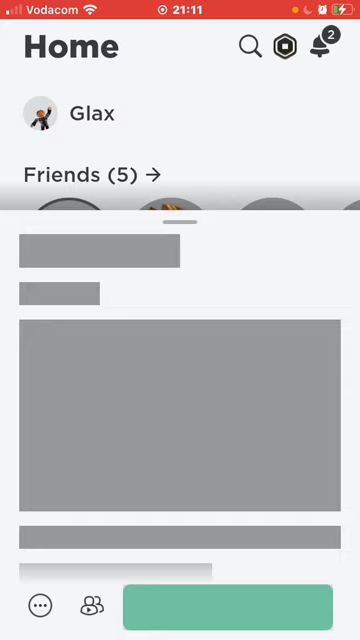 Vodacom 21:11
Home
2
Glax
Friends (5) →